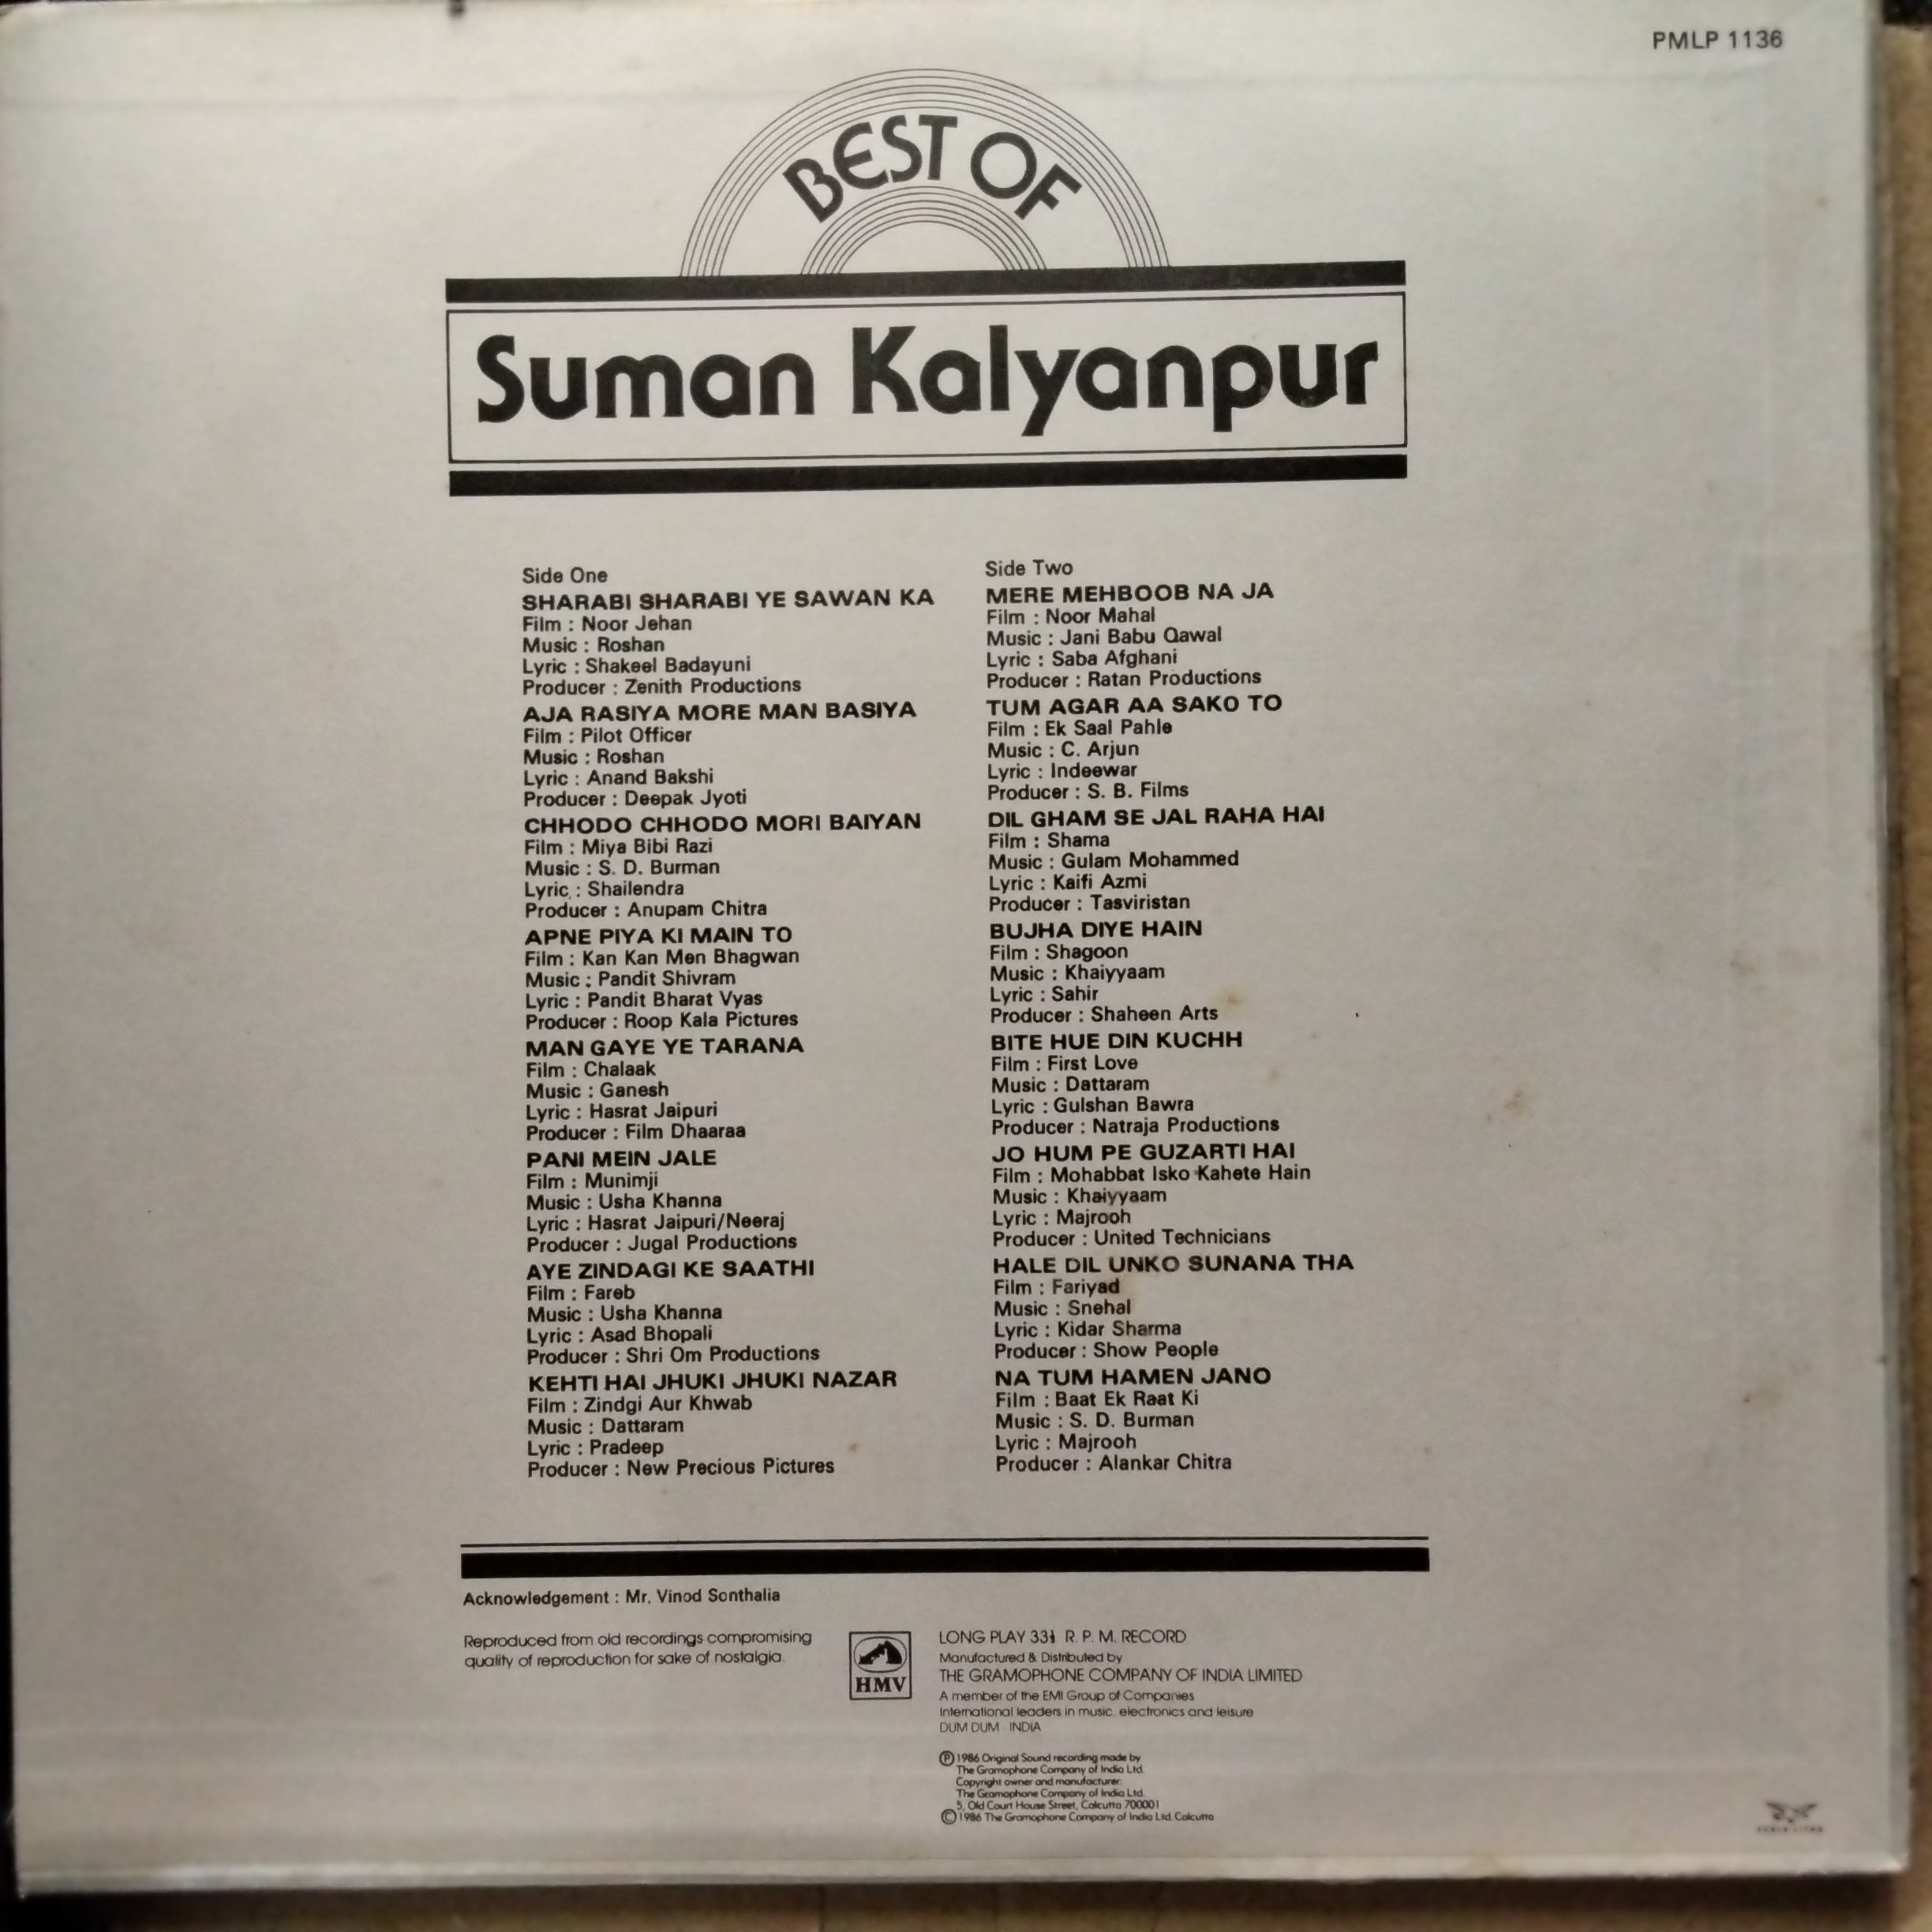 PMLP 1136
BEST OF
Suman Kalyanpur
Side One
SHARABI SHARABI YE SAWAN KA
Film : Noor Jehan
Music : Roshan
Lyric : Shakeel Badayuni
Producer : Zenith Productions
AJA RASIYA MORE MAN BASIYA
Film : Pilot Officer
Music : Roshan
Lyric : Anand Bakshi
Producer : Deepak Jyoti
CHHODO CHHODO MORI BAIYAN
Film : Miya Bibi Razi
Music : S. D. Burman
Lyric : Shailendra
Producer : Anupam Chitra
APNE PIYA KI MAIN TO
Film : Kan Kan Men Bhagwan
Music : Pandit Shivram
Lyric : Pandit Bharat Vyas
Producer : Roop Kala Pictures
MAN GAYE YE TARANA
Film : Chalaak
Music : Ganesh
Lyric : Hasrat Jaipuri
Producer : Film Dhaaraa
PANI MEIN JALE
Film : Munimji
Music : Usha Khanna
Lyric : Hasrat Jaipuri/Neeraj
Producer : Jugal Productions
AYE ZINDAGI KE SAATHI
Film : Fareb
Music : Usha Khanna
Lyric : Asad Bhopali
Producer : Shri Om Productions
KEHTI HAI JHUKI JHUKI NAZAR
Film : Zindgi Aur Khwab
Music : Dattaram
Lyric : Pradeep
Producer : New Precious Pictures
Side Two
MERE MEHBOOB NA JA
Film : Noor Mahal
Music : Jani Babu Qawal
Lyric : Saba Afghani
Producer : Ratan Productions
TUM AGAR AA SAKO TO
Film : Ek Saal Pahle
Music : C. Arjun
Lyric : Indeewar
Producer : S. B. Films
DIL GHAM SE JAL RAHA HAI
Film : Shama
Music : Gulam Mohammed
Lyric : Kaifi Azmi
Producer : Tasviristan
BUJHA DIYE HAIN
Film : Shagoon
Music : Khaiyyaam
Lyric : Sahir
Producer : Shaheen Arts
BITE HUE DIN KUCHH
Film : First Love
Music : Dattaram
Lyric : Gulshan Bawra
Producer : Natraja Productions
JO HUM PE GUZARTI HAI
Film : Mohabbat Isko Kahete Hain
Music : Khaiyyaam
Lyric : Majrooh
Producer : United Technicians
HALE DIL UNKO SUNANA THA
Film : Fariyad
Music : Snehal
Lyric : Kidar Sharma
Producer : Show People
NA TUM HAMEN JANO
Film : Baat Ek Raat Ki
Music : S. D. Burman
Lyric : Majrooh
Producer : Alankar Chitra
Acknowledgement : Mr. Vinod Sonthalia
Reproduced from old recordings compromising
quality of reproduction for sake of nostalgia.
HMV
LONG PLAY 33⅓ R. P. M. RECORD
Manufactured & Distributed by
THE GRAMOPHONE COMPANY OF INDIA LIMITED
A member of the EMI Group of Companies
International leaders in music, electronics and leisure
DUM DUM · INDIA
Ⓟ 1986 Original Sound recording made by
The Gramophone Company of India Ltd.
Copyright owner and manufacturer:
The Gramophone Company of India Ltd.
5, Old Court House Street, Calcutta 700001
© 1986 The Gramophone Company of India Ltd. Calcutta